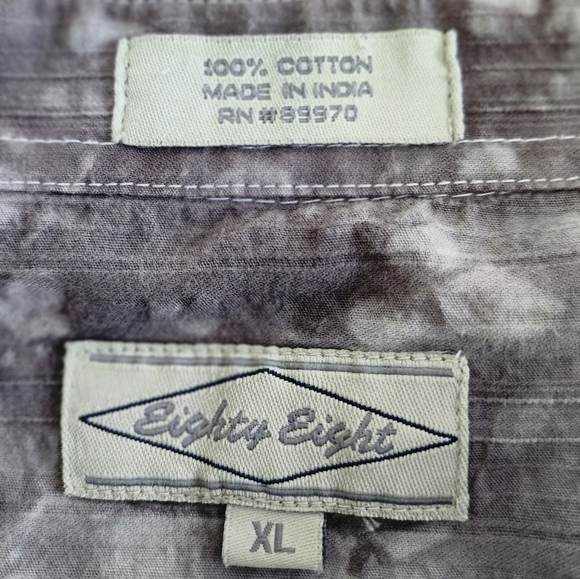 100% COTTON
MADE IN INDIA
RN #89970
Eighty Eight
XL